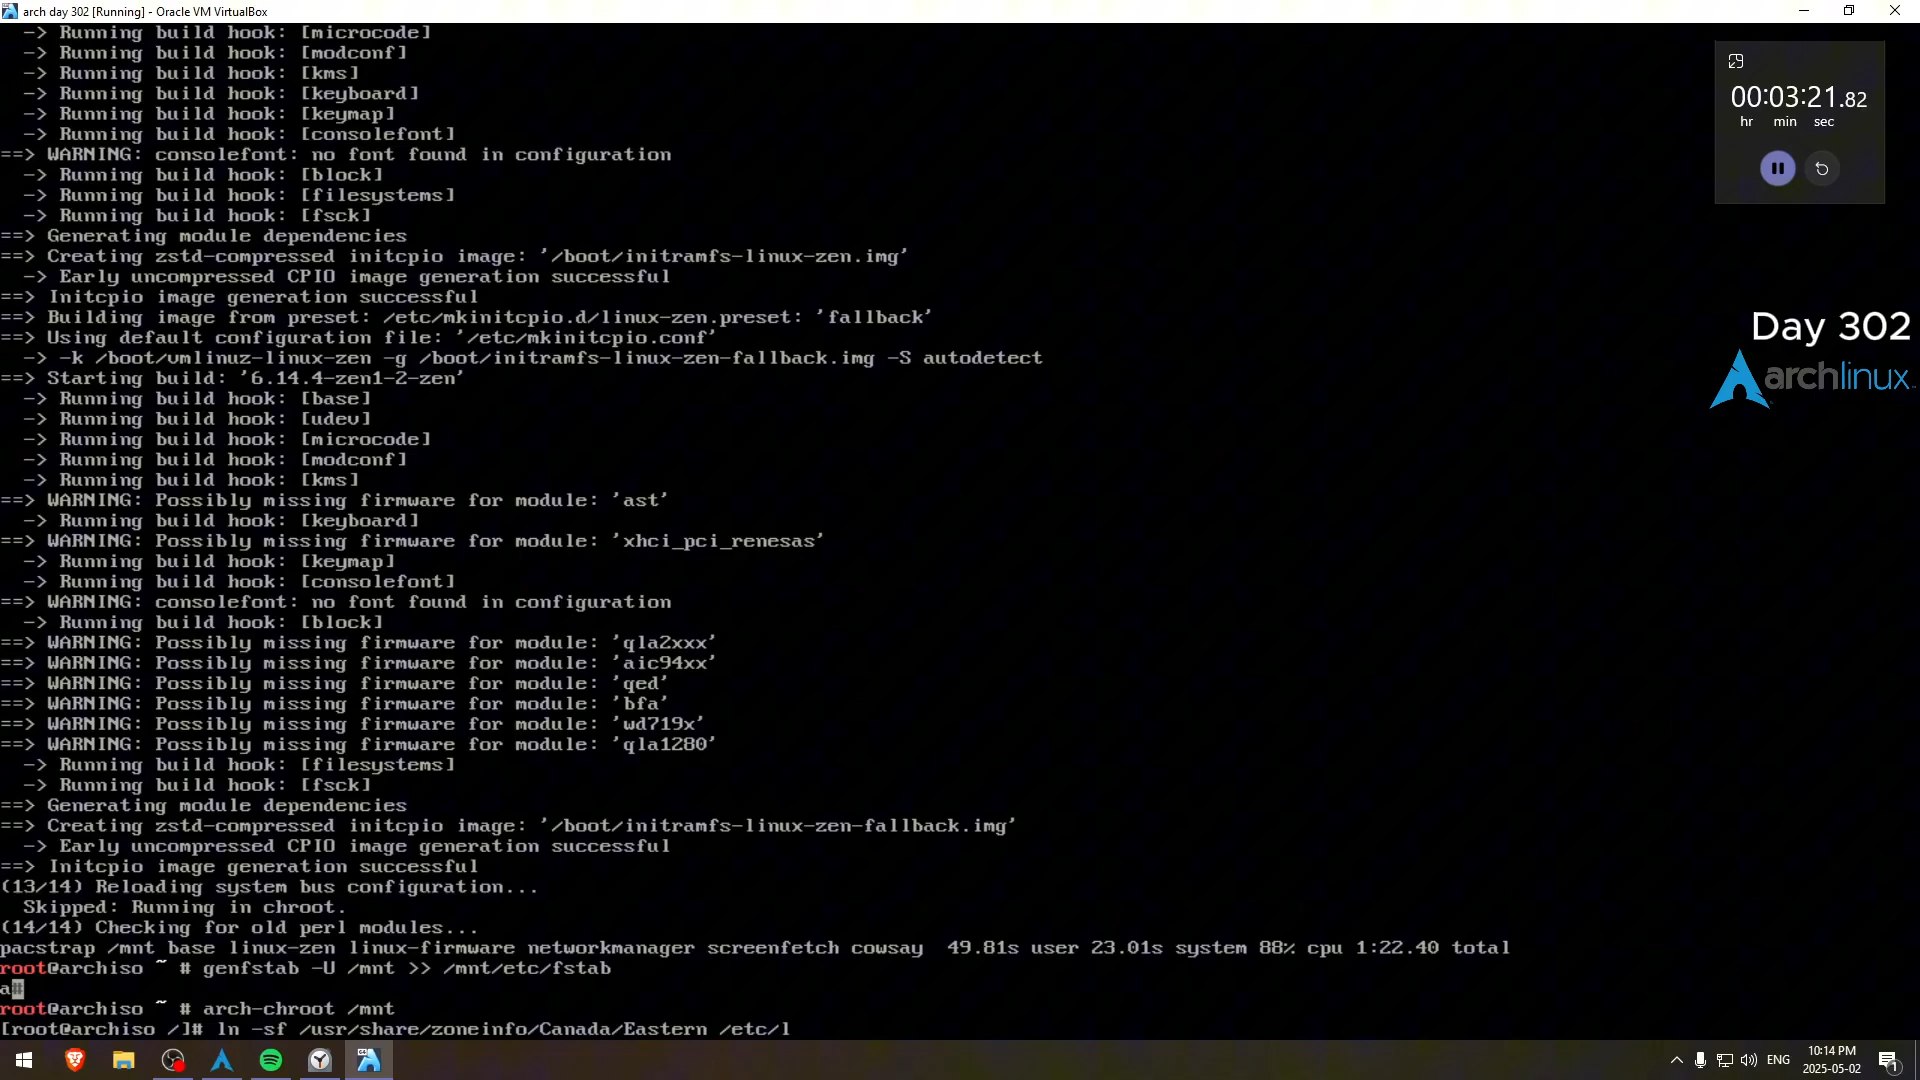 arch day 302 [Running] - Oracle VM VirtualBox
-> Running build hook: [microcode]
-> Running build hook: [modconf]
-> Running build hook: [kms]
-> Running build hook: [keyboard]
-> Running build hook: [keymap]
-> Running build hook: [consolefont]
==> WARNING: consolefont: no font found in configuration
-> Running build hook: [block]
-> Running build hook: [filesystems]
-> Running build hook: [fsck]
==> Generating module dependencies
==> Creating zstd-compressed initcpio image: '/boot/initramfs-linux-zen.img'
-> Early uncompressed CPIO image generation successful
==> Initcpio image generation successful
==> Building image from preset: /etc/mkinitcpio.d/linux-zen.preset: 'fallback'
==> Using default configuration file: '/etc/mkinitcpio.conf'
-> -k /boot/vmlinuz-linux-zen -g /boot/initramfs-linux-zen-fallback.img -S autodetect
==> Starting build: '6.14.4-zen1-2-zen'
-> Running build hook: [base]
-> Running build hook: [udev]
-> Running build hook: [microcode]
-> Running build hook: [modconf]
-> Running build hook: [kms]
==> WARNING: Possibly missing firmware for module: 'ast'
-> Running build hook: [keyboard]
==> WARNING: Possibly missing firmware for module: 'xhci_pci_renesas'
-> Running build hook: [keymap]
-> Running build hook: [consolefont]
==> WARNING: consolefont: no font found in configuration
-> Running build hook: [block]
==> WARNING: Possibly missing firmware for module: 'qla2xxx'
==> WARNING: Possibly missing firmware for module: 'aic94xx'
==> WARNING: Possibly missing firmware for module: 'qed'
==> WARNING: Possibly missing firmware for module: 'bfa'
==> WARNING: Possibly missing firmware for module: 'wd719x'
==> WARNING: Possibly missing firmware for module: 'qla1280'
-> Running build hook: [filesystems]
-> Running build hook: [fsck]
==> Generating module dependencies
==> Creating zstd-compressed initcpio image: '/boot/initramfs-linux-zen-fallback.img'
-> Early uncompressed CPIO image generation successful
==> Initcpio image generation successful
(13/14) Reloading system bus configuration...
Skipped: Running in chroot.
(14/14) Checking for old perl modules...
pacstrap /mnt base linux-zen linux-firmware networkmanager screenfetch cowsay  49.81s user 23.01s system 88% cpu 1:22.40 total
root@archiso ~ # genfstab -U /mnt >> /mnt/etc/fstab
a#
root@archiso ~ # arch-chroot /mnt
[root@archiso /]# ln -sf /usr/share/zoneinfo/Canada/Eastern /etc/l
00:03:21.82
hr min sec
Day 302
archlinux
ENG
10:14 PM
2025-05-02
1